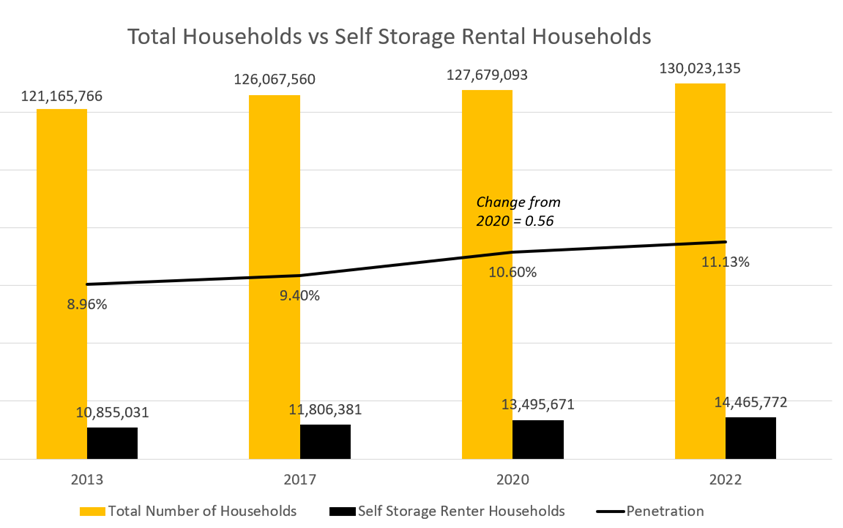 Total Households vs Self Storage Rental Households
121,165,766
126,067,560
127,679,093
130,023,135
Change from
2020 = 0.56
8.96%
9.40%
10.60%
11.13%
10,855,031
11,806,381
13,495,671
14,465,772
2013 2017 2020 2022
Total Number of Households Self Storage Renter Households Penetration